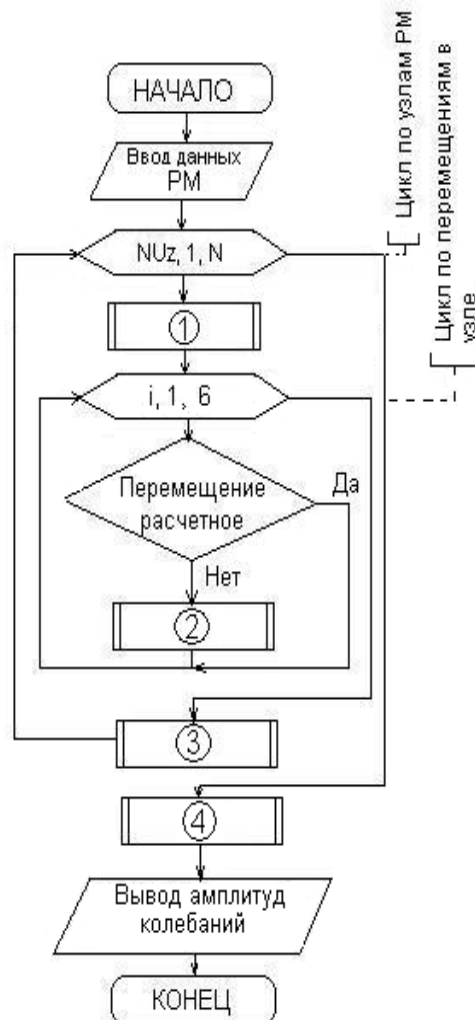 НАЧАЛО
Ввод данных
РМ
NUz, 1, N
Цикл по узлам РМ
1
i, 1, 6
Цикл по перемещениям в
узле
Перемещение
расчетное
Да
Нет
2
3
4
Вывод амплитуд
колебаний
КОНЕЦ